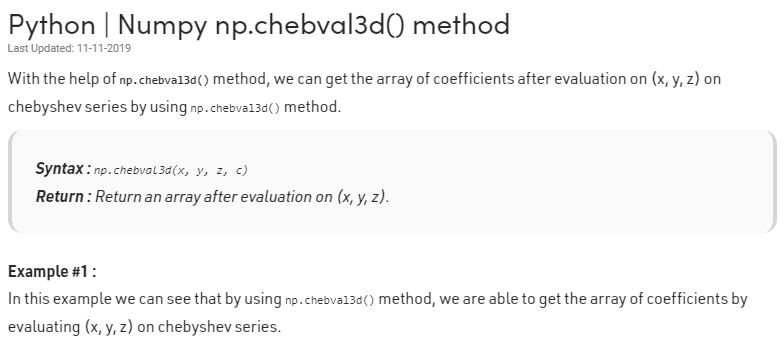 Python | Numpy np.chebval3d() method
Last Updated: 11-11-2019
With the help of np.chebval3d() method, we can get the array of coefficients after evaluation on (x, y, z) on
chebyshev series by using np.chebval3d() method.
Syntax : np.chebval3d(x, y, z, c)
Return : Return an array after evaluation on (x, y, z).
Example #1 :
In this example we can see that by using np.chebval3d() method, we are able to get the array of coefficients by
evaluating (x, y, z) on chebyshev series.